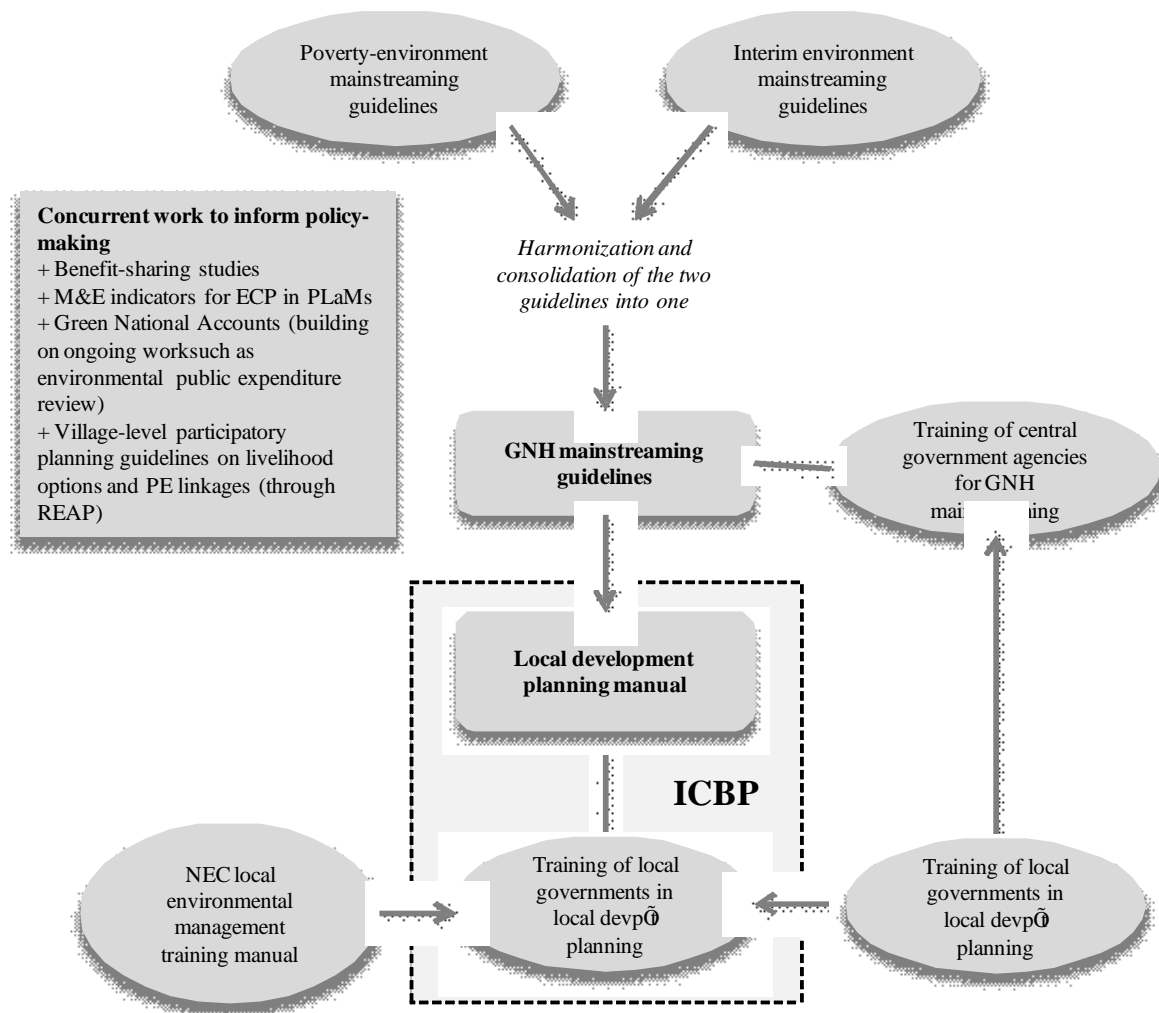 Poverty-environment
mainstreaming
guidelines
Interim environment
mainstreaming
guidelines
Concurrent work to inform policy-
making
+ Benefit-sharing studies
+ M&E indicators for ECP in PLaMs
+ Green National Accounts (building
on ongoing worksuch as
environmental public expenditure
review)
+ Village-level participatory
planning guidelines on livelihood
options and PE linkages (through
REAP)
Harmonization and
consolidation of the two
guidelines into one
GNH mainstreaming
guidelines
Training of central
government agencies
for GNH
Local development
planning manual
ICBP
NEC local
environmental
management
training manual
Training of local
governments in
local devpÕt
planning
Training of local
governments in
local devpÕt
planning